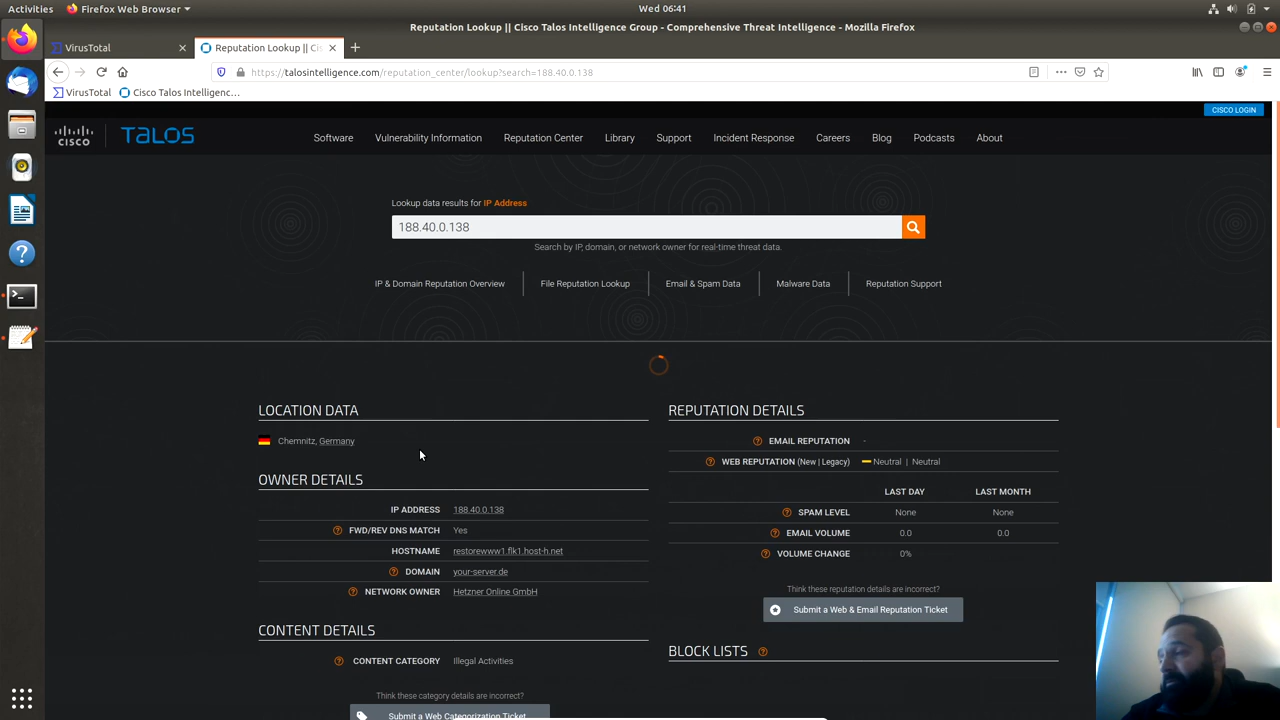 Activities
Firefox Web Browser
Wed 06:41
Reputation Lookup || Cisco Talos Intelligence Group - Comprehensive Threat Intelligence - Mozilla Firefox
VirusTotal
Reputation Lookup || Ci
https://talosintelligence.com/reputation_center/lookup?search=188.40.0.138
VirusTotal
Cisco Talos Intelligenc…
CISCO LOGIN
cisco
TALOS
Software
Vulnerability Information
Reputation Center
Library
Support
Incident Response
Careers
Blog
Podcasts
About
Lookup data results for IP Address
188.40.0.138
Search by IP, domain, or network owner for real-time threat data.
IP & Domain Reputation Overview
File Reputation Lookup
Email & Spam Data
Malware Data
Reputation Support
LOCATION DATA
Chemnitz, Germany
OWNER DETAILS
IP ADDRESS 188.40.0.138
FWD/REV DNS MATCH Yes
HOSTNAME restorewww1.flk1.host-h.net
DOMAIN your-server.de
NETWORK OWNER Hetzner Online GmbH
CONTENT DETAILS
CONTENT CATEGORY Illegal Activities
Think these category details are incorrect?
Submit a Web Categorization Ticket
REPUTATION DETAILS
EMAIL REPUTATION -
WEB REPUTATION (New | Legacy) Neutral | Neutral
LAST DAY LAST MONTH
SPAM LEVEL None None
EMAIL VOLUME 0.0 0.0
VOLUME CHANGE 0%
Think these reputation details are incorrect?
Submit a Web & Email Reputation Ticket
BLOCK LISTS